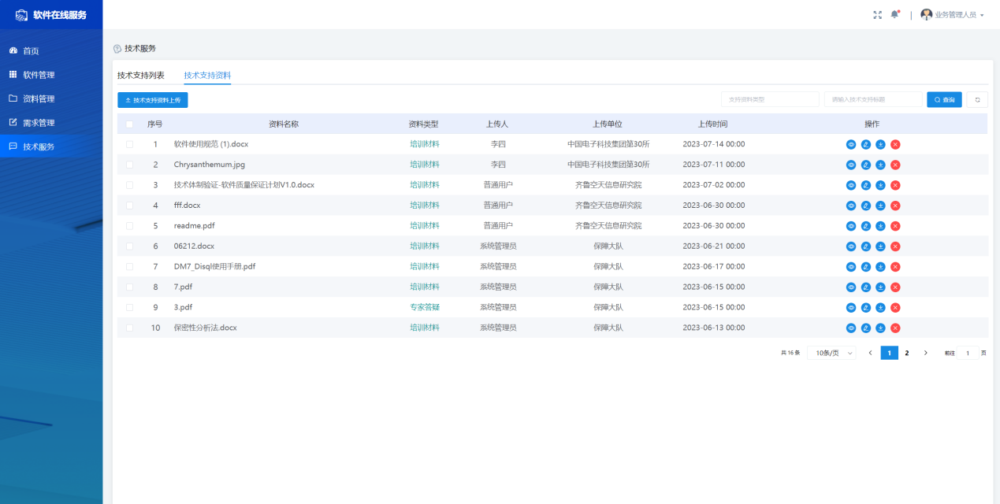 软件在线服务
业务管理人员
首页
软件管理
资料管理
需求管理
技术服务
技术服务
技术支持列表 技术支持资料
技术支持资料上传 支持资料类型 请输入技术支持标题 查询
序号 资料名称 资料类型 上传人 上传单位 上传时间 操作
1 软件使用规范 (1).docx 培训材料 李四 中国电子科技集团第30所 2023-07-14 00:00
2 Chrysanthemum.jpg 培训材料 李四 中国电子科技集团第30所 2023-07-11 00:00
3 技术体制验证-软件质量保证计划V1.0.docx 培训材料 普通用户 齐鲁空天信息研究院 2023-07-02 00:00
4 fff.docx 培训材料 普通用户 齐鲁空天信息研究院 2023-06-30 00:00
5 readme.pdf 培训材料 普通用户 齐鲁空天信息研究院 2023-06-30 00:00
6 06212.docx 培训材料 系统管理员 保障大队 2023-06-21 00:00
7 DM7_Disql使用手册.pdf 培训材料 系统管理员 保障大队 2023-06-17 00:00
8 7.pdf 培训材料 系统管理员 保障大队 2023-06-15 00:00
9 3.pdf 专家答疑 系统管理员 保障大队 2023-06-15 00:00
10 保密性分析法.docx 培训材料 系统管理员 保障大队 2023-06-13 00:00
共 16 条 10条/页 1 2 前往 1 页